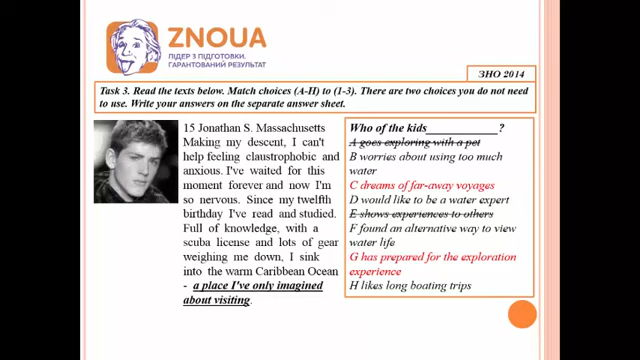 ZNOUA
ЛІДЕР З ПІДГОТОВКИ.
ГАРАНТОВАНИЙ РЕЗУЛЬТАТ
ЗНО 2014
Task 3. Read the texts below. Match choices (A-H) to (1-3). There are two choices you do not need
to use. Write your answers on the separate answer sheet.
15 Jonathan S. Massachusetts
Making my descent, I can't
help feeling claustrophobic and
anxious. I've waited for this
moment forever and now I'm
so nervous. Since my twelfth
birthday I've read and studied.
Full of knowledge, with a
scuba license and lots of gear
weighing me down, I sink
into the warm Caribbean Ocean
- a place I've only imagined
about visiting.
Who of the kids__________?
A goes exploring with a pet
B worries about using too much
water
C dreams of far-away voyages
D would like to be a water expert
E shows experiences to others
F found an alternative way to view
water life
G has prepared for the exploration
experience
H likes long boating trips